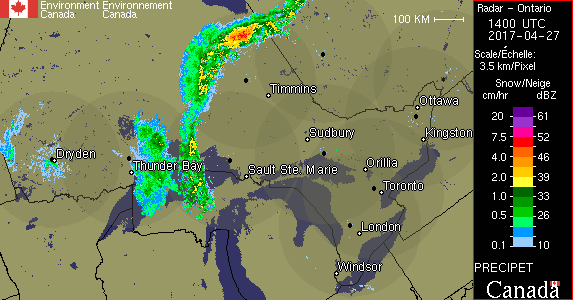 Environment Environnement
Canada Canada
100 KM
Timmins
Ottawa
Sudbury
Kingston
Dryden
Thunder Bay
Sault Ste. Marie
Orillia
Toronto
London
Windsor
Radar - Ontario
1400 UTC
2017-04-27
Scale/Échelle:
3.5 km/Pixel
Snow/Neige
cm/hr dBZ
20 61
7.5 52
4.0 46
2.0 39
1.0 33
0.5 26
0.1 10
PRECIPET
Canada